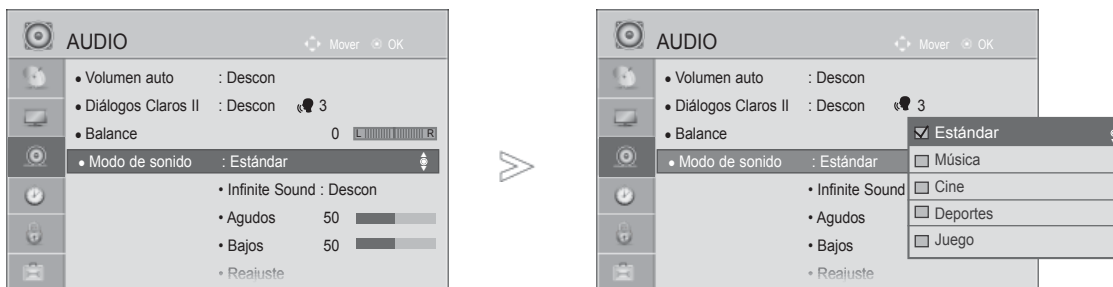 AUDIO
Mover OK
• Volumen auto : Descon
• Diálogos Claros II : Descon 3
• Balance 0 L R
• Modo de sonido : Estándar
• Infinite Sound : Descon
• Agudos 50
• Bajos 50
• Reajuste
AUDIO
Mover OK
• Volumen auto : Descon
• Diálogos Claros II : Descon 3
• Balance
• Modo de sonido : Estándar
• Infinite Sound
• Agudos
• Bajos
• Reajuste
Estándar
Música
Cine
Deportes
Juego